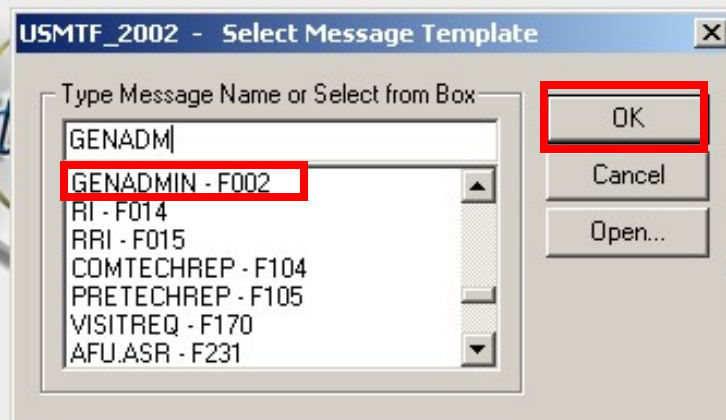 USMTF_2002 - Select Message Template
Type Message Name or Select from Box
GENADM
OK
GENADMIN - F002
Cancel
RI - F014
RRI - F015
Open...
COMTECHREP - F104
PRETECHREP - F105
VISITREQ - F170
AFU.ASR - F231